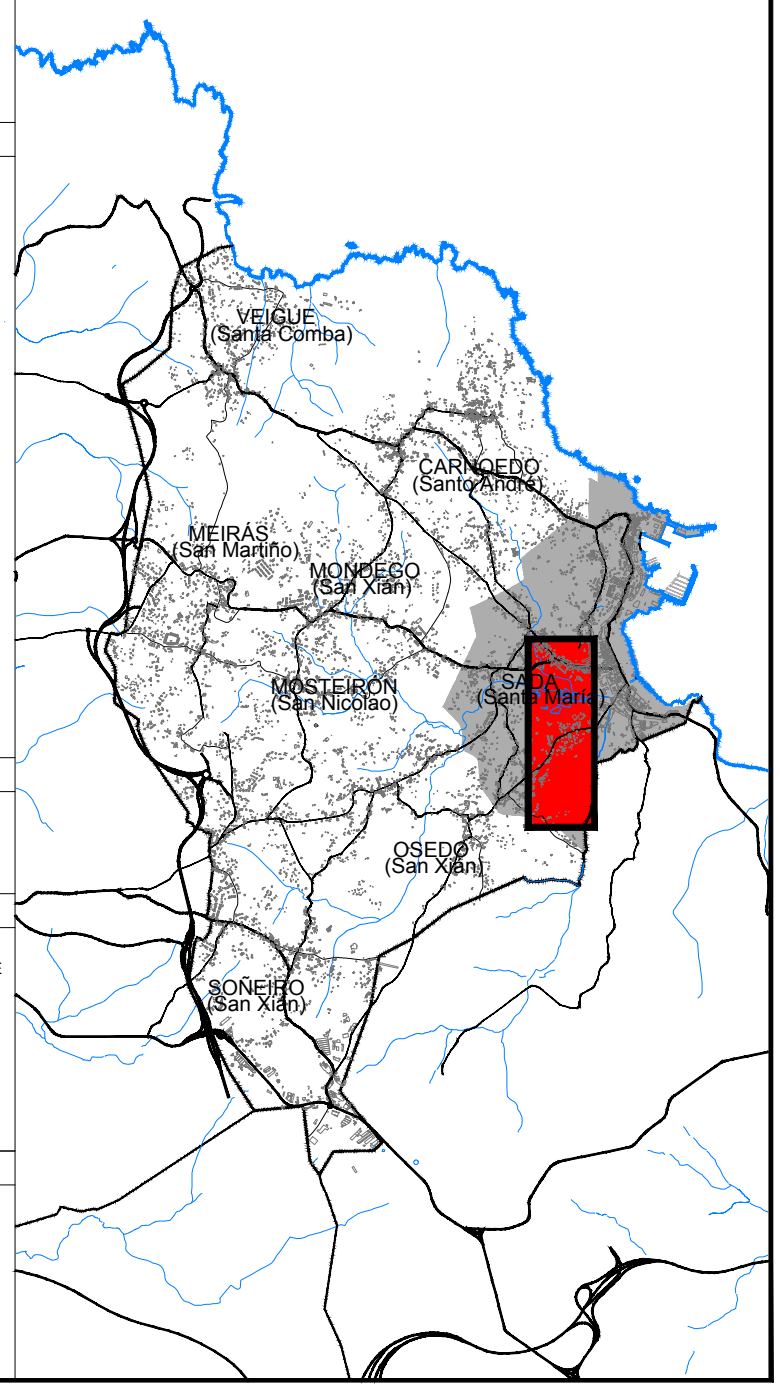 VEIGUE
(Santa Comba)
CARNOEDO
(Santo André)
MEIRÁS
(San Martiño)
MONDEGO
(San Xián)
SADA
(Santa María)
MOSTEIRÓN
(San Nicolao)
OSEDO
(San Xián)
SOÑEIRO
(San Xián)